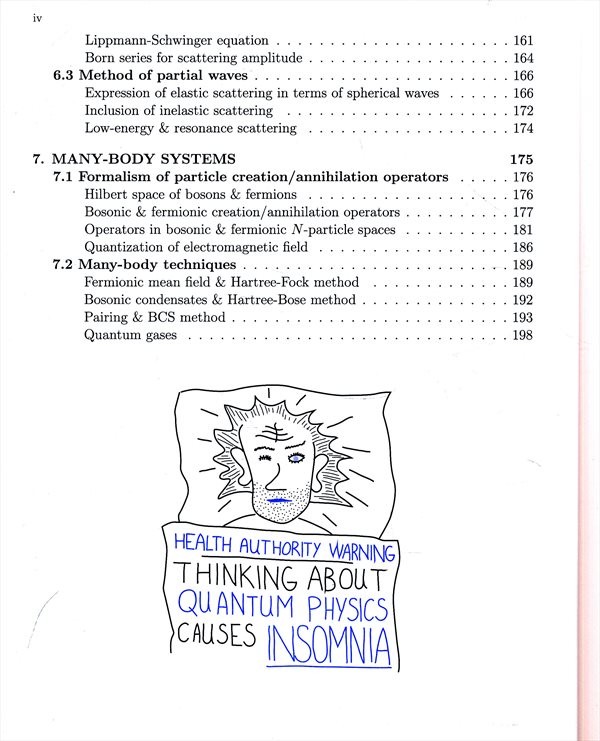 iv
Lippmann-Schwinger equation . . . . . . . . . . . . . . . . . . . . . . 161
Born series for scattering amplitude . . . . . . . . . . . . . . . . . . . 164
6.3 Method of partial waves . . . . . . . . . . . . . . . . . . . . . . . . 166
Expression of elastic scattering in terms of spherical waves . . . . . . 166
Inclusion of inelastic scattering . . . . . . . . . . . . . . . . . . . . . 172
Low-energy & resonance scattering . . . . . . . . . . . . . . . . . . . 174
7. MANY-BODY SYSTEMS 175
7.1 Formalism of particle creation/annihilation operators . . . . . 176
Hilbert space of bosons & fermions . . . . . . . . . . . . . . . . . . . 176
Bosonic & fermionic creation/annihilation operators . . . . . . . . . . 177
Operators in bosonic & fermionic N-particle spaces . . . . . . . . . . 181
Quantization of electromagnetic field . . . . . . . . . . . . . . . . . . 186
7.2 Many-body techniques . . . . . . . . . . . . . . . . . . . . . . . . . 189
Fermionic mean field & Hartree-Fock method . . . . . . . . . . . . . 189
Bosonic condensates & Hartree-Bose method . . . . . . . . . . . . . . 192
Pairing & BCS method . . . . . . . . . . . . . . . . . . . . . . . . . . 193
Quantum gases . . . . . . . . . . . . . . . . . . . . . . . . . . . . . . 198
HEALTH AUTHORITY WARNING
THINKING ABOUT
QUANTUM PHYSICS
CAUSES INSOMNIA